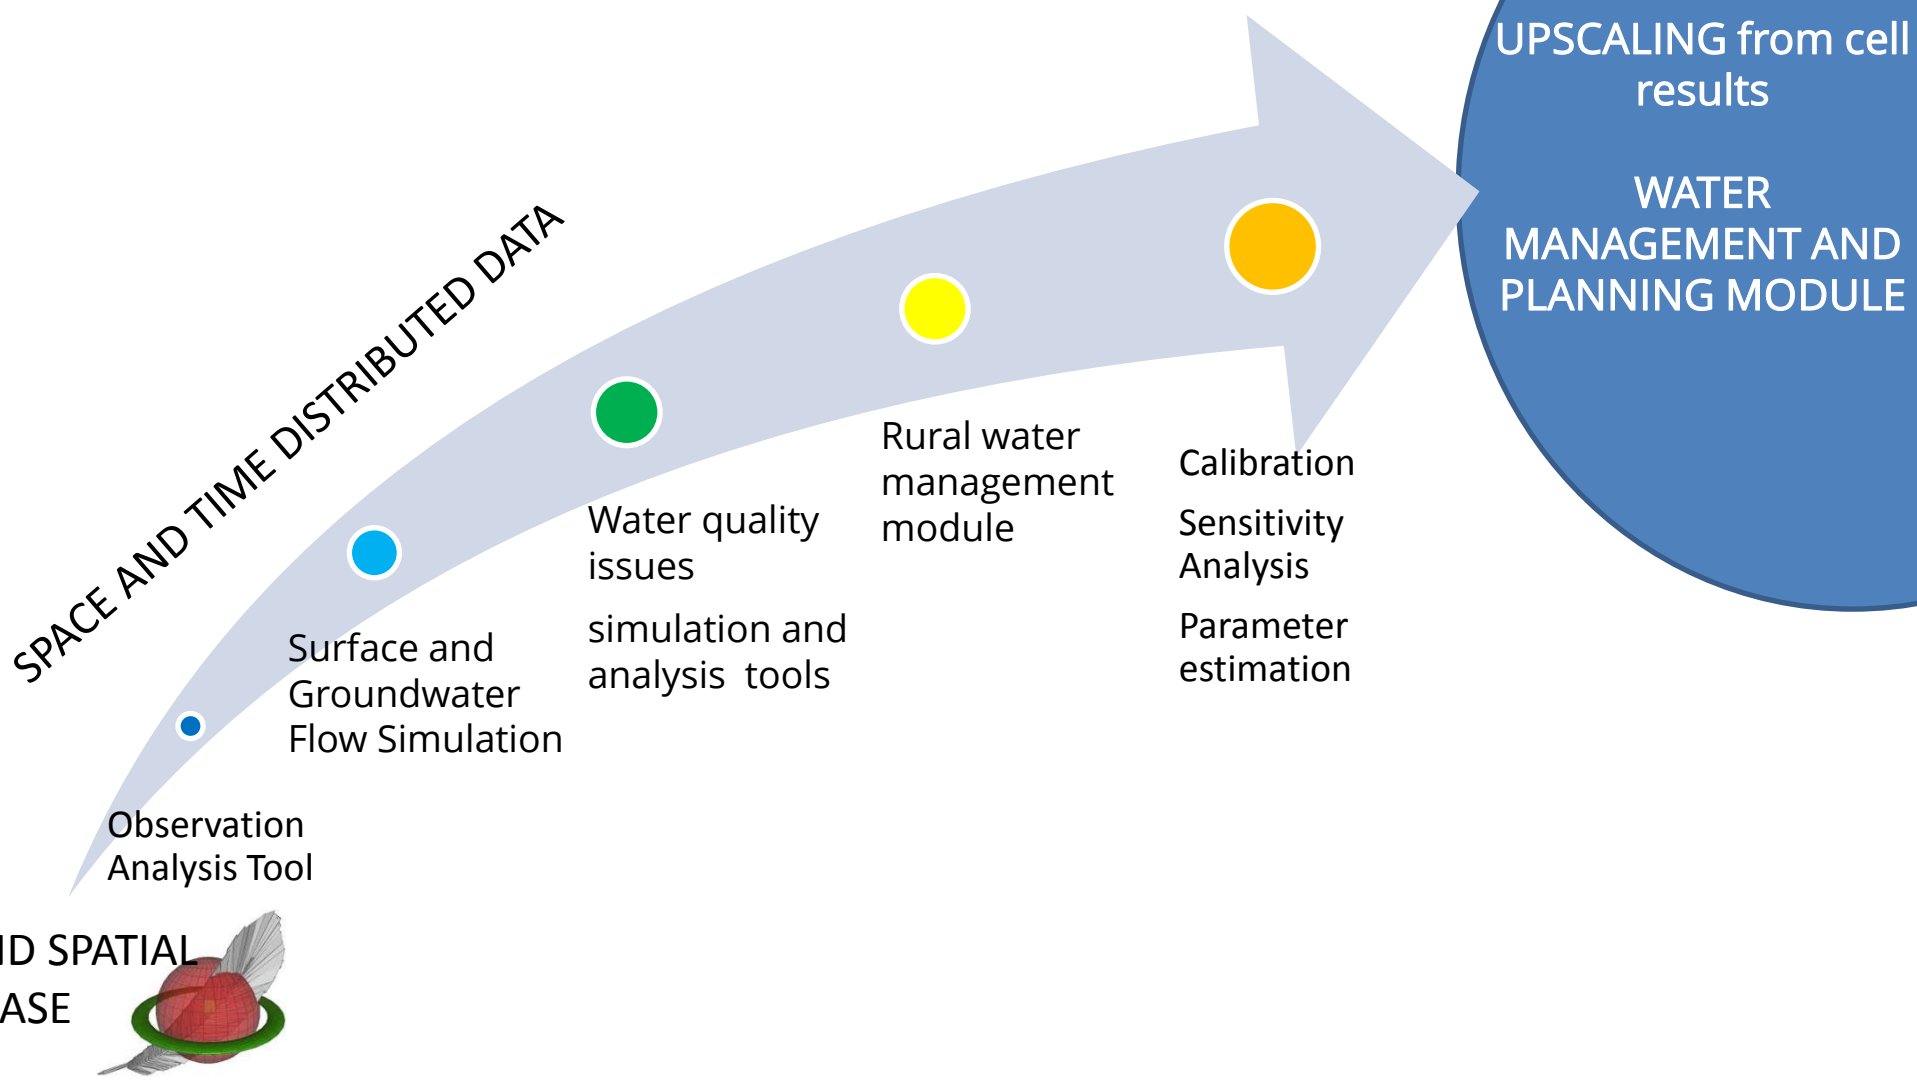 UPSCALING from cell
results
WATER
MANAGEMENT AND
PLANNING MODULE
SPACE AND TIME DISTRIBUTED DATA
Rural water
management
module
Calibration
Sensitivity
Analysis
Parameter
estimation
Water quality
issues
simulation and
analysis tools
Surface and
Groundwater
Flow Simulation
Observation
Analysis Tool
SPATIAL